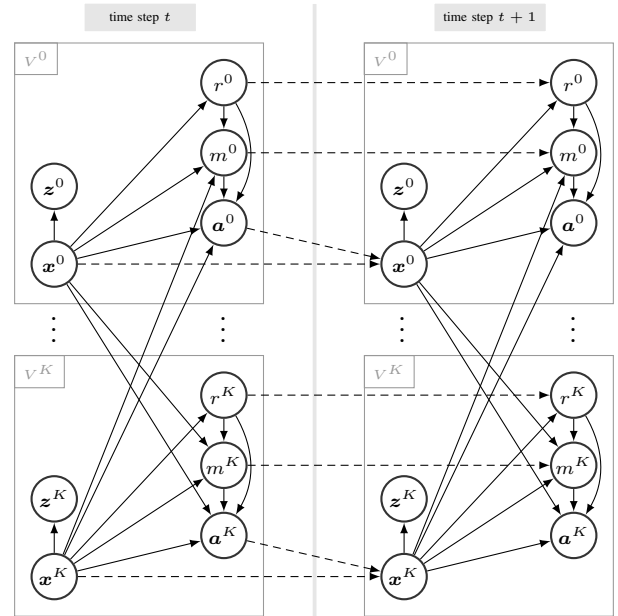 time step t
time step t + 1
V^0
V^0
r^0
r^0
m^0
m^0
z^0
z^0
a^0
a^0
x^0
x^0
⋮
⋮
⋮
⋮
V^K
V^K
r^K
r^K
m^K
m^K
z^K
z^K
a^K
a^K
x^K
x^K